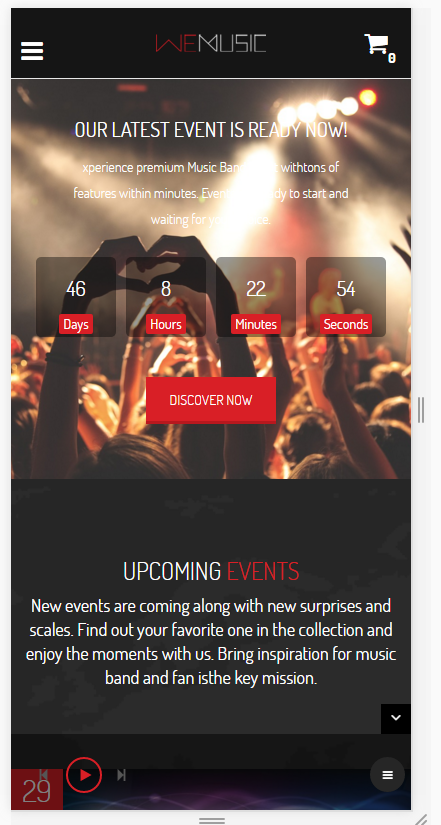 WEMUSIC
0
OUR LATEST EVENT IS READY NOW!
xperience premium Music Ban withtons of
features within minutes. Ever dy to start and
waiting for yo ce.
46 8 22 54
Days Hours Minutes Seconds
DISCOVER NOW
UPCOMING EVENTS
New events are coming along with new surprises and
scales. Find out your favorite one in the collection and
enjoy the moments with us. Bring inspiration for music
band and fan isthe key mission.
29